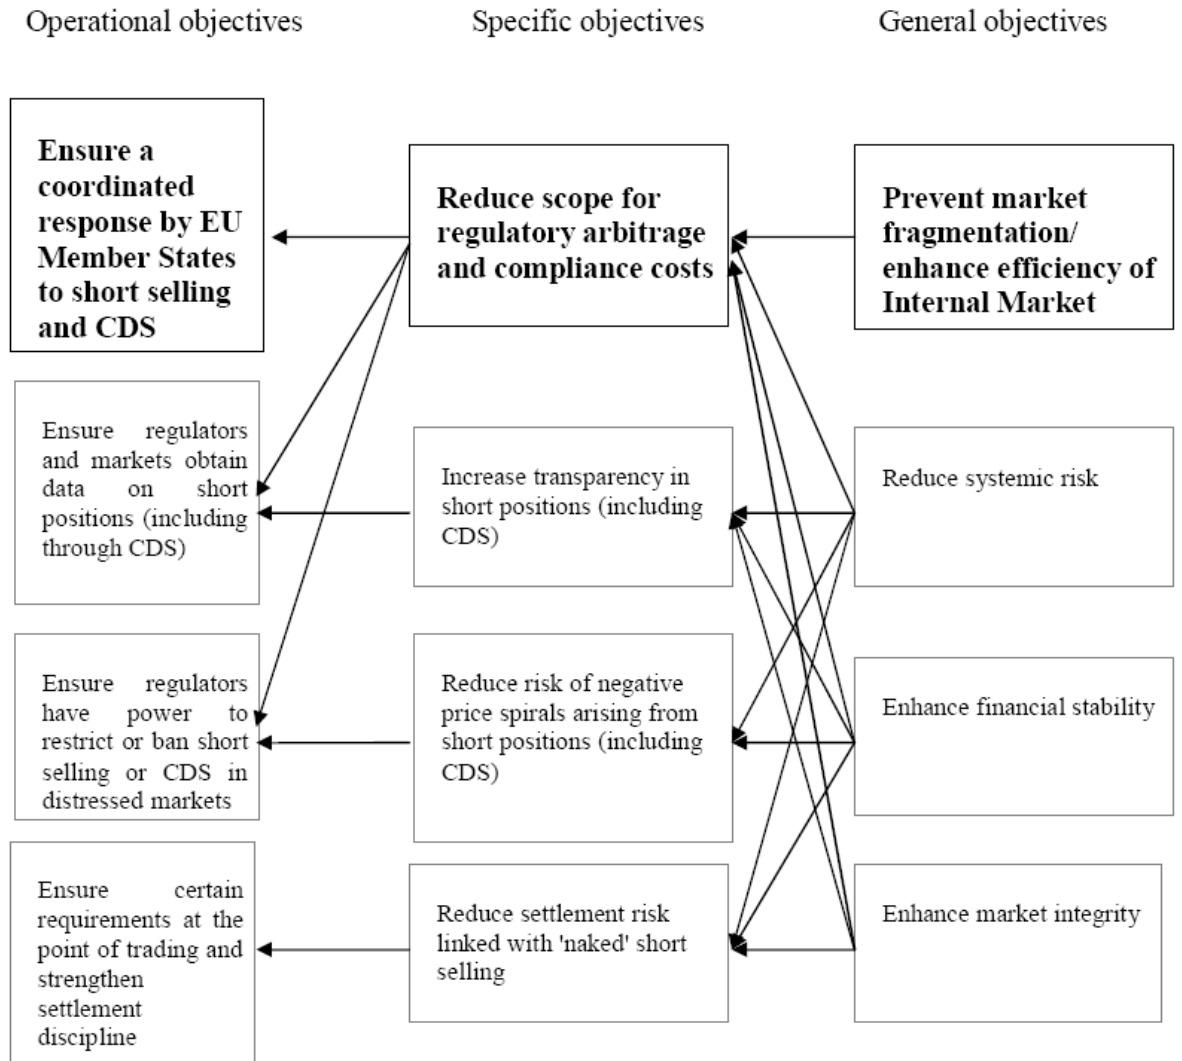 Operational objectives
Specific objectives
General objectives
Ensure a
coordinated
response by EU
Member States
to short selling
and CDS
Reduce scope for
regulatory arbitrage
and compliance costs
Prevent market
fragmentation/
enhance efficiency of
Internal Market
Ensure regulators
and markets obtain
data on short
positions (including
through CDS)
Increase transparency in
short positions (including
CDS)
Reduce systemic risk
Ensure regulators
have power to
restrict or ban short
selling or CDS in
distressed markets
Reduce risk of negative
price spirals arising from
short positions (including
CDS)
Enhance financial stability
Ensure certain
requirements at the
point of trading and
strengthen
settlement
discipline
Reduce settlement risk
linked with 'naked' short
selling
Enhance market integrity